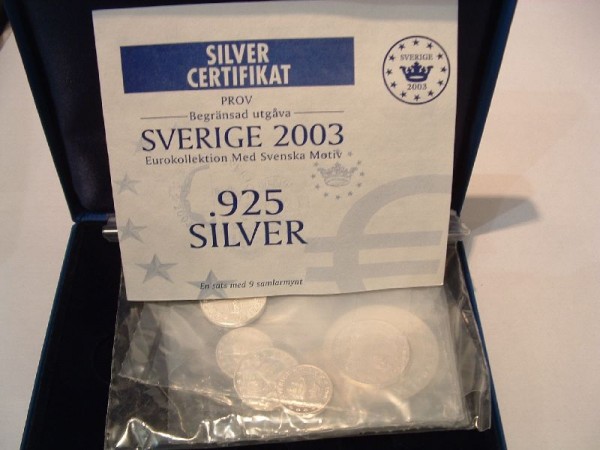 SILVER
CERTIFIKAT
PROV
Begränsad utgåva
SVERIGE 2003
Eurokollektion Med Svenska Motiv
.925
SILVER
En sats med 9 samlarmynt
SVERIGE
2003